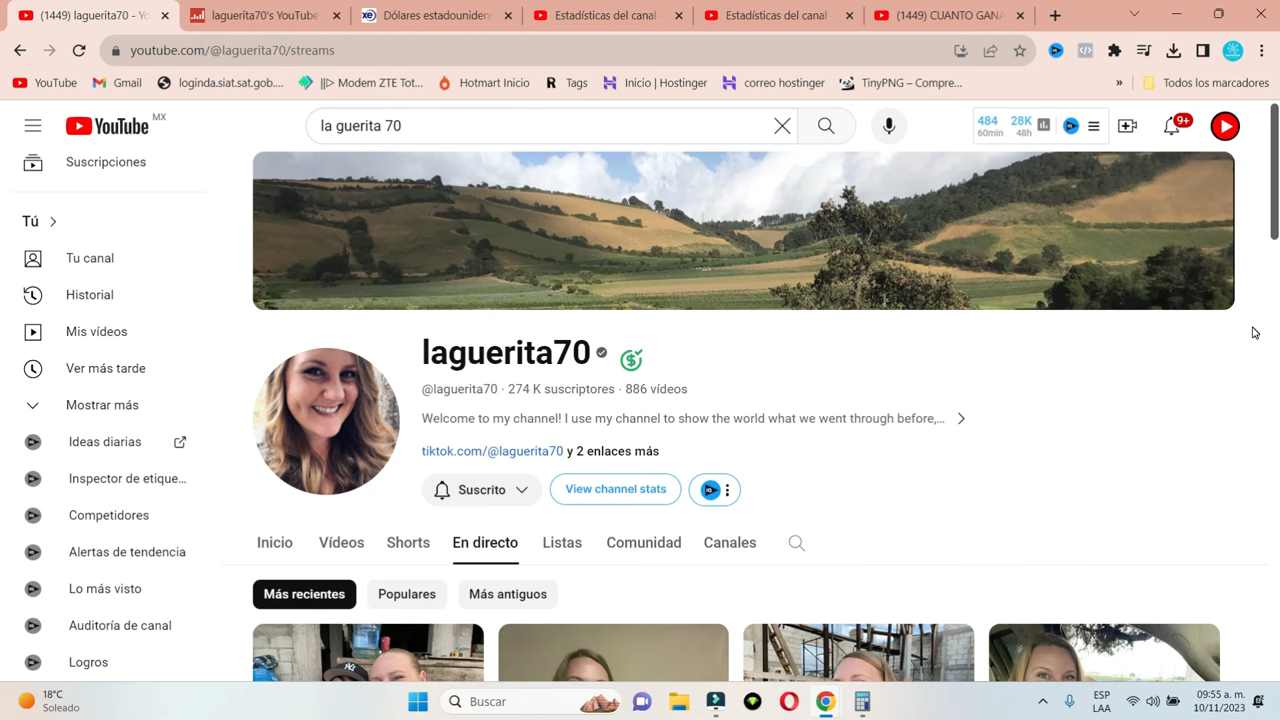 (1449) laguerita70 - Yo
laguerita70's YouTube
Dólares estadouniden
Estadísticas del canal -
Estadísticas del canal
(1449) CUANTO GANA
youtube.com/@laguerita70/streams
YouTube
Gmail
loginda.siat.sat.gob....
||> Modem ZTE Tot...
Hotmart Inicio
R Tags
Inicio | Hostinger
correo hostinger
TinyPNG – Compre...
»
Todos los marcadores
YouTube MX
la guerita 70
484 28K
60min 48h
9+
Suscripciones
Tú
Tu canal
Historial
Mis vídeos
Ver más tarde
Mostrar más
Ideas diarias
Inspector de etique...
Competidores
Alertas de tendencia
Lo más visto
Auditoría de canal
Logros
laguerita70
@laguerita70 · 274 K suscriptores · 886 vídeos
Welcome to my channel! I use my channel to show the world what we went through before,...
tiktok.com/@laguerita70 y 2 enlaces más
Suscrito
View channel stats
Inicio Vídeos Shorts En directo Listas Comunidad Canales
Más recientes Populares Más antiguos
18°C
Soleado
Buscar
ESP
LAA
09:55 a. m.
10/11/2023